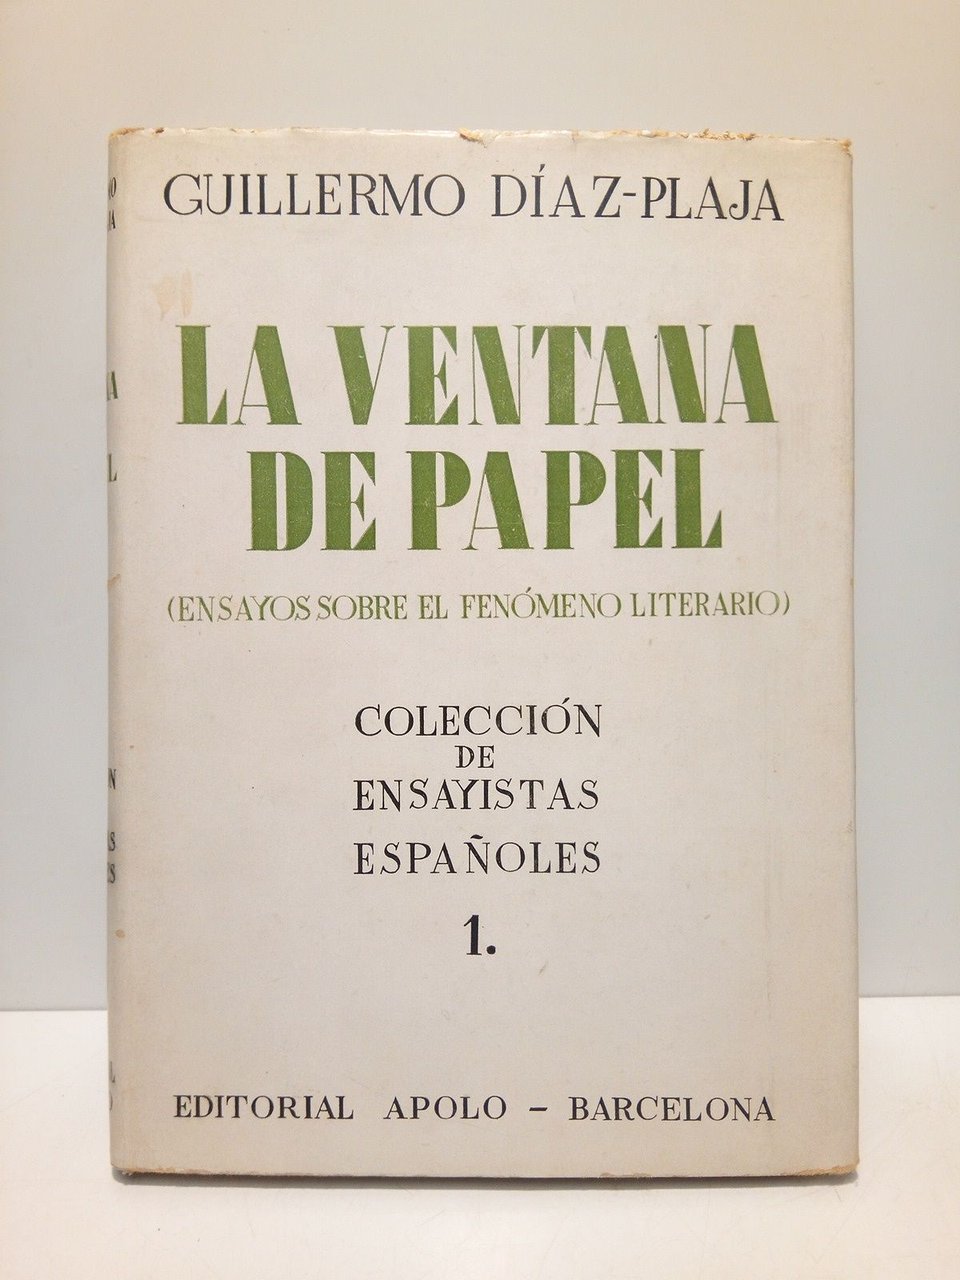 GUILLERMO DÍAZ-PLAJA
LA VENTANA
DE PAPEL
(ENSAYOS SOBRE EL FENÓMENO LITERARIO)
COLECCIÓN
DE
ENSAYISTAS
ESPAÑOLES
1.
EDITORIAL APOLO - BARCELONA